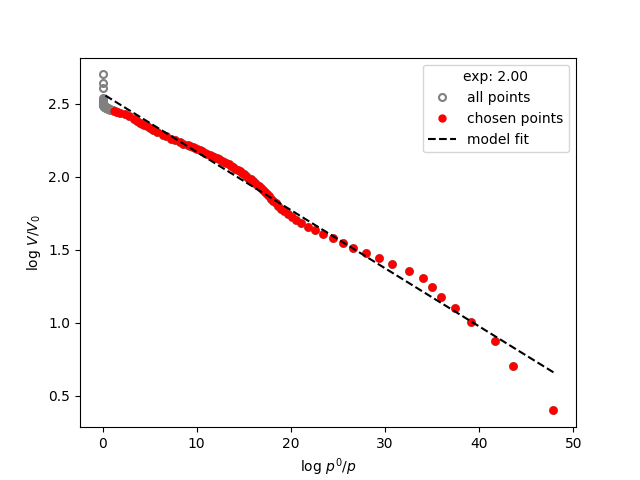 exp: 2.00
all points
chosen points
model fit
log V/V₀
2.5
2.0
1.5
1.0
0.5
0 10 20 30 40 50
log p⁰/p